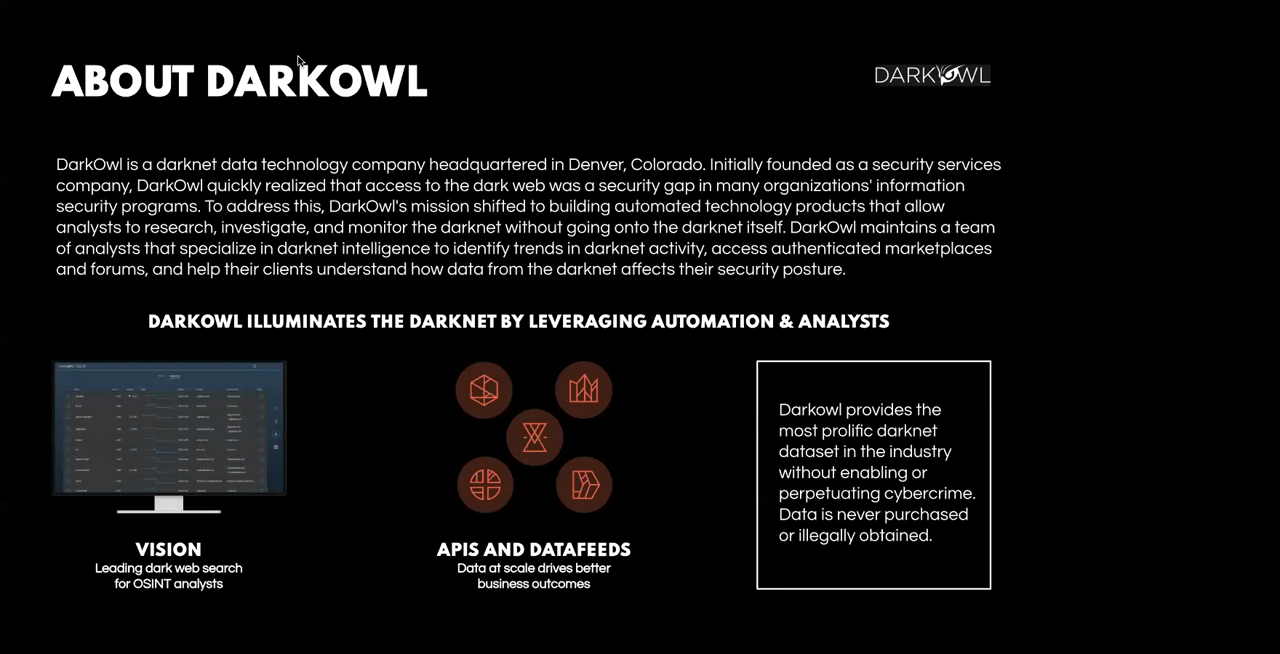 ABOUT DARKOWL
DARKOWL
DarkOwl is a darknet data technology company headquartered in Denver, Colorado. Initially founded as a security services
company, DarkOwl quickly realized that access to the dark web was a security gap in many organizations' information
security programs. To address this, DarkOwl's mission shifted to building automated technology products that allow
analysts to research, investigate, and monitor the darknet without going onto the darknet itself. DarkOwl maintains a team
of analysts that specialize in darknet intelligence to identify trends in darknet activity, access authenticated marketplaces
and forums, and help their clients understand how data from the darknet affects their security posture.
DARKOWL ILLUMINATES THE DARKNET BY LEVERAGING AUTOMATION & ANALYSTS
VISION
Leading dark web search
for OSINT analysts
APIS AND DATAFEEDS
Data at scale drives better
business outcomes
Darkowl provides the
most prolific darknet
dataset in the industry
without enabling or
perpetuating cybercrime.
Data is never purchased
or illegally obtained.